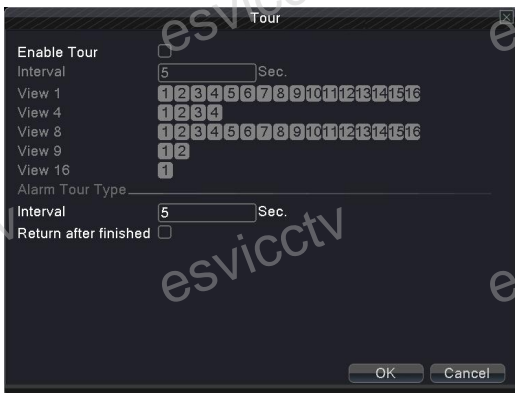 Tour
Enable Tour
Interval 5 Sec.
View 1 1 2 3 4 5 6 7 8 9 10 11 12 13 14 15 16
View 4 1 2 3 4
View 8 1 2 3 4 5 6 7 8 9 10 11 12 13 14 15 16
View 9 1 2
View 16 1
Alarm Tour Type
Interval 5 Sec.
Return after finished
OK Cancel
esvicctv
esvicctv